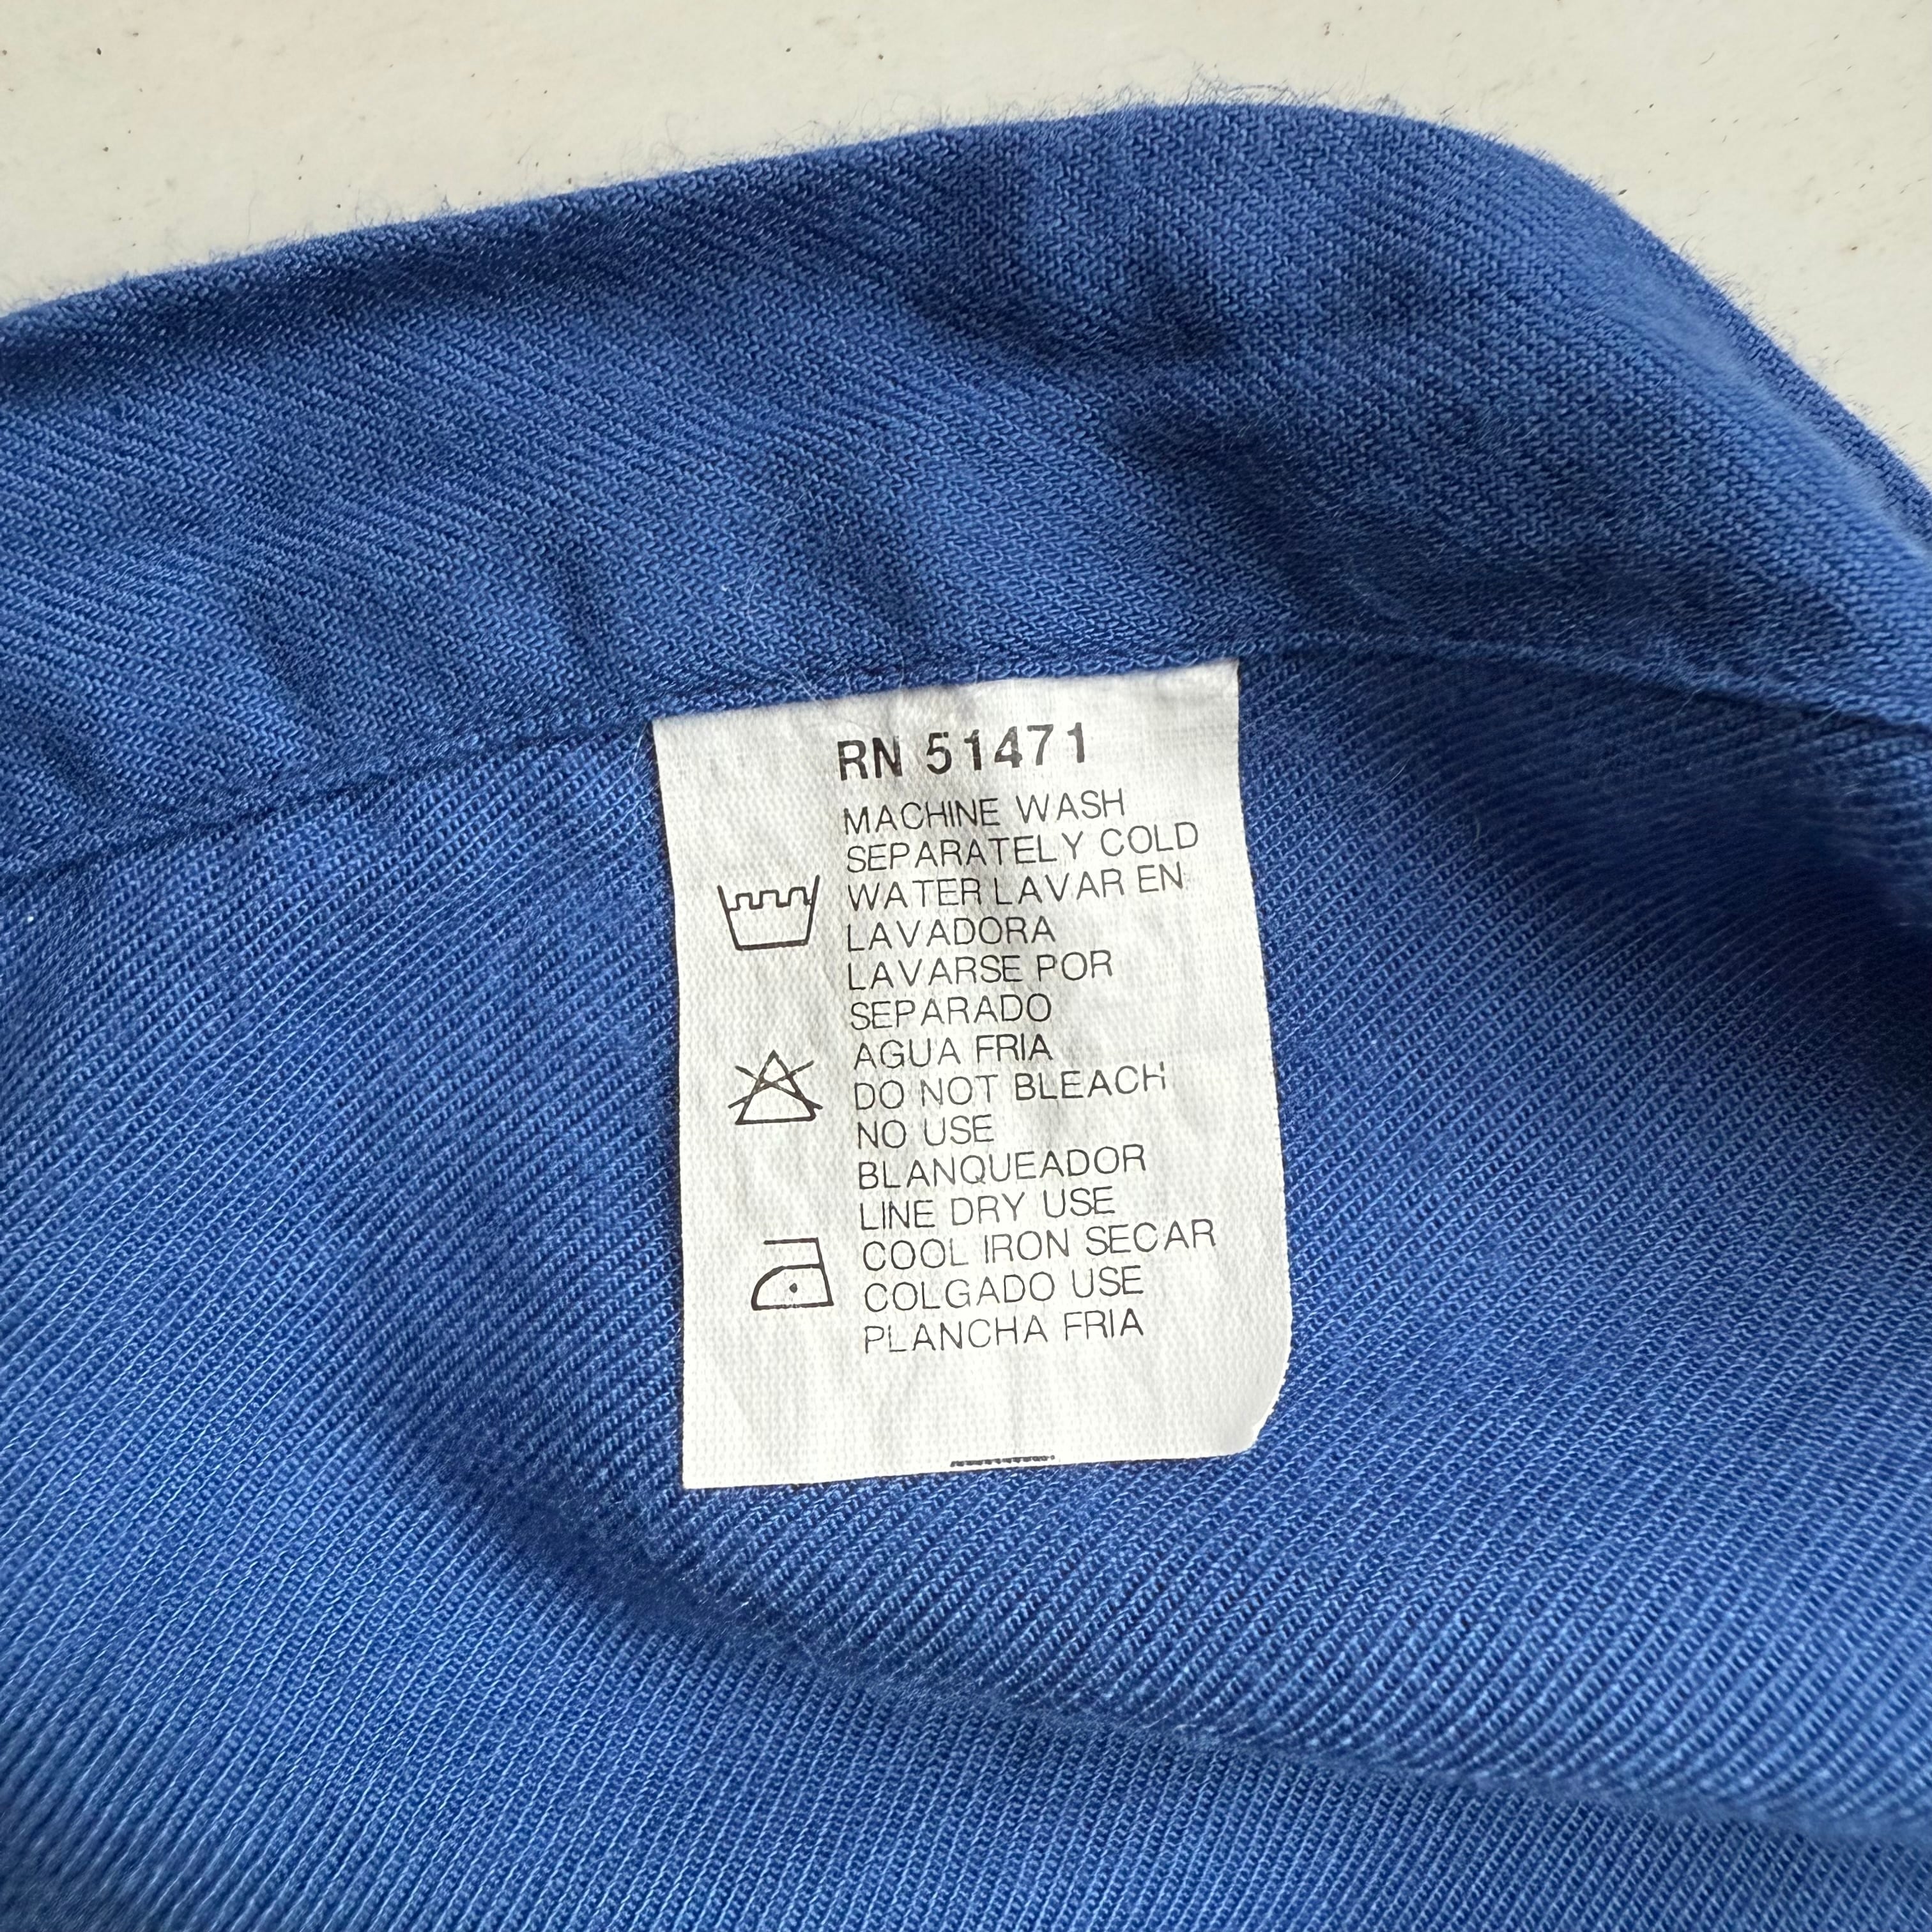 RN 51471
MACHINE WASH
SEPARATELY COLD
WATER LAVAR EN
LAVADORA
LAVARSE POR
SEPARADO
AGUA FRIA
DO NOT BLEACH
NO USE
BLANQUEADOR
LINE DRY USE
COOL IRON SECAR
COLGADO USE
PLANCHA FRIA